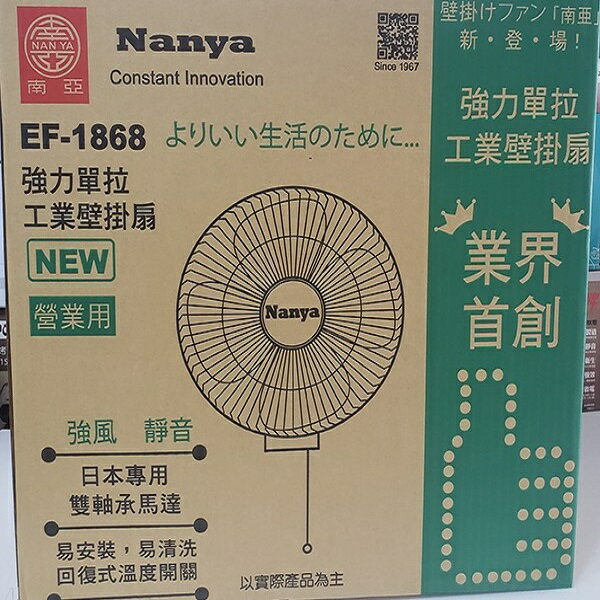 NAN YA
南亞
Nanya
Constant Innovation
Since 1967
EF-1868
よりいい生活のために...
強力單拉
工業壁掛扇
NEW
營業用
Nanya
強風 靜音
日本專用
雙軸承馬達
易安裝，易清洗
回復式溫度開關
以實際產品為主
壁掛けファン「南亜」
新・登・場!
強力單拉
工業壁掛扇
業界
首創